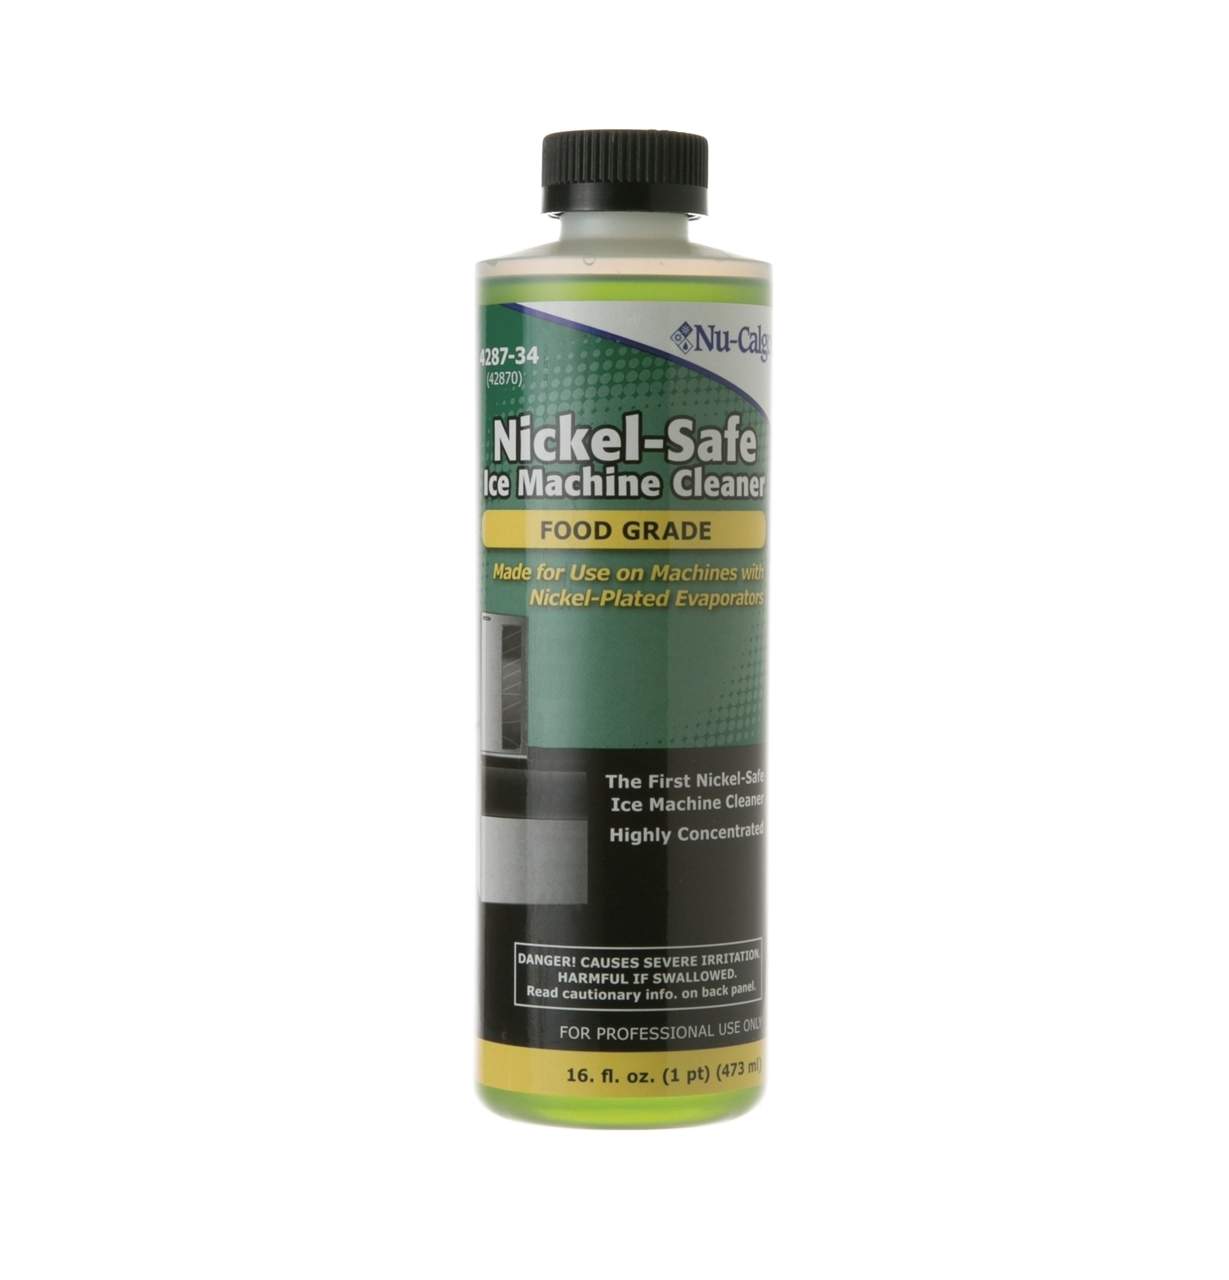 Nu-Calg
4287-34
(42870)
Nickel-Safe
Ice Machine Cleaner
FOOD GRADE
Made for Use on Machines with
Nickel-Plated Evaporators
The First Nickel-Safe
Ice Machine Cleaner
Highly Concentrated
DANGER! CAUSES SEVERE IRRITATION.
HARMFUL IF SWALLOWED.
Read cautionary info. on back panel.
FOR PROFESSIONAL USE ONLY
16. fl. oz. (1 pt) (473 ml)